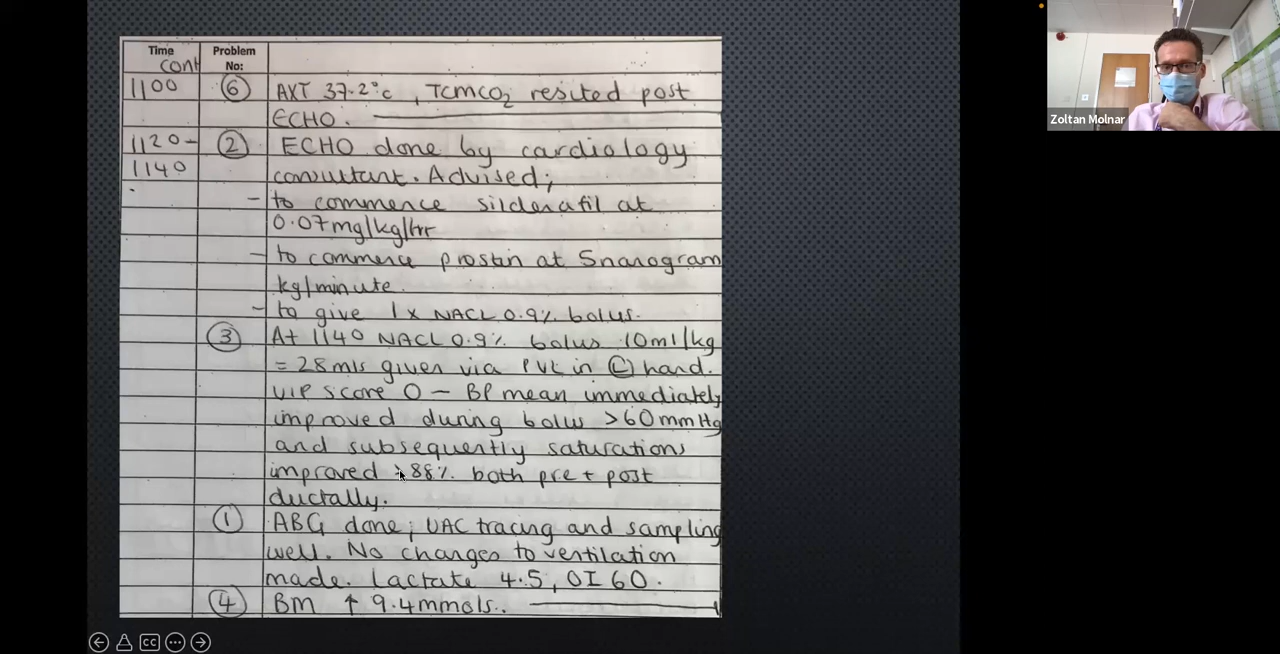 Time Problem
cont No:
1100 6 AXT 37.2°c , TcmCO2 resited post
ECHO.
1120- 2 ECHO done by cardiology
1140 consultant. Advised;
- to commence sildenafil at
0.07mg/kg/hr
- to commence prostin at 5nanogram
kg/minute.
- to give 1x NACL 0.9% bolus.
3 At 1140 NACL 0.9% bolus 10ml/kg
= 28mls given via PVL in L hand.
VIP score 0 - BP mean immediately
improved during bolus >60mmHg
and subsequently saturations
improved >88% both pre + post
ductally.
1 ABG done; UAC tracing and sampling
well. No changes to ventilation
made. Lactate 4.5, OI 60.
4 BM ↑ 9.4mmols.
Zoltan Molnar
CC